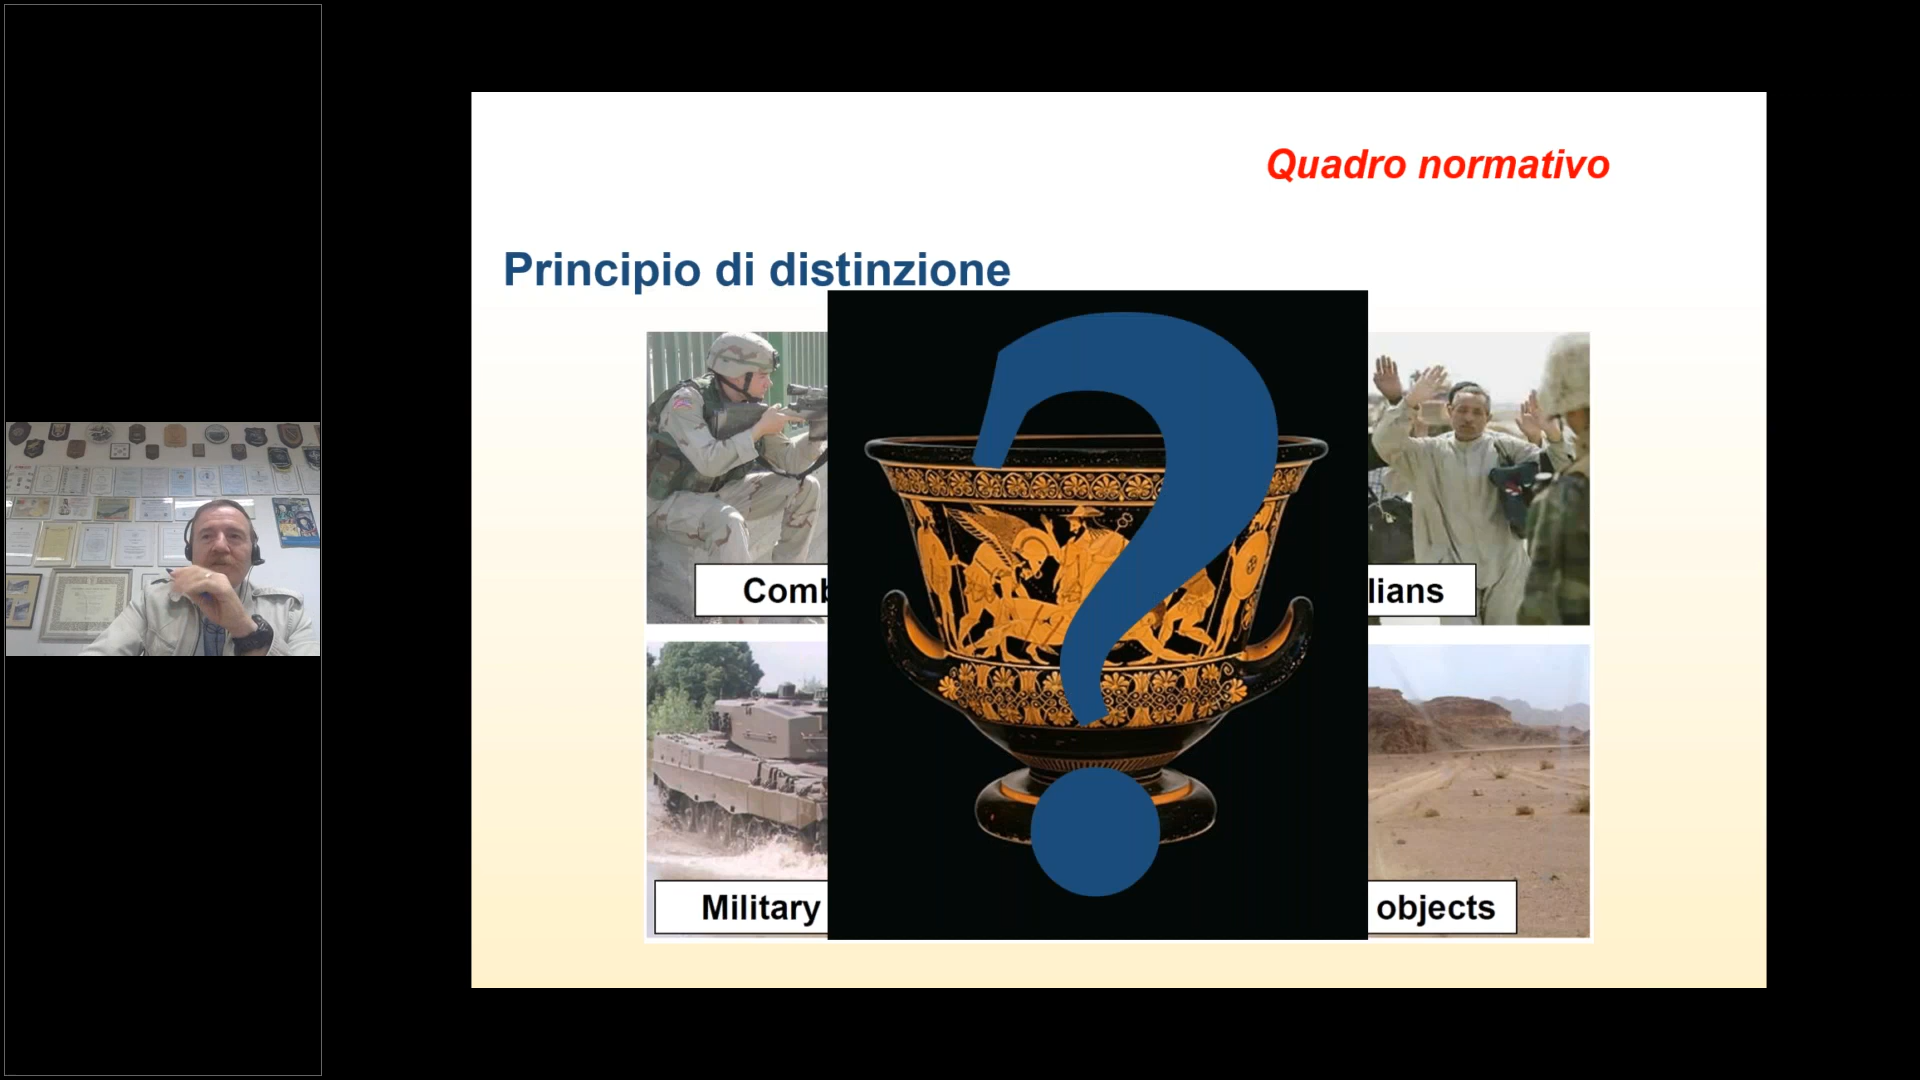 Quadro normativo
Principio di distinzione
Comb
lians
Military
objects